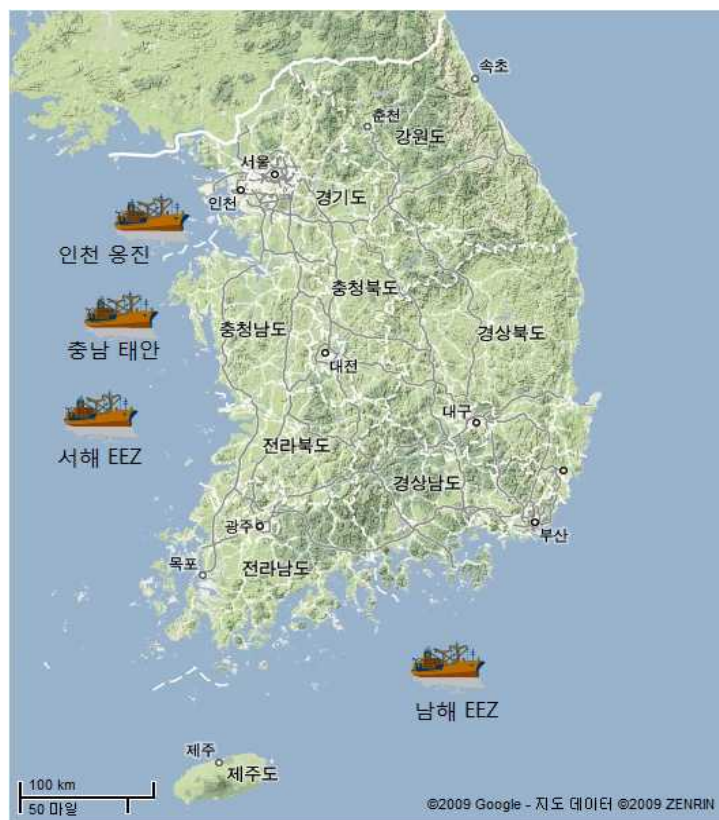 속초
춘천
강원도
서울
인천
경기도
인천 옹진
충청북도
충청남도
경상북도
충남 태안
대전
대구
서해 EEZ
전라북도
경상남도
광주
부산
목포
전라남도
남해 EEZ
제주
제주도
100 km
50 마일
©2009 Google - 지도 데이터 ©2009 ZENRIN